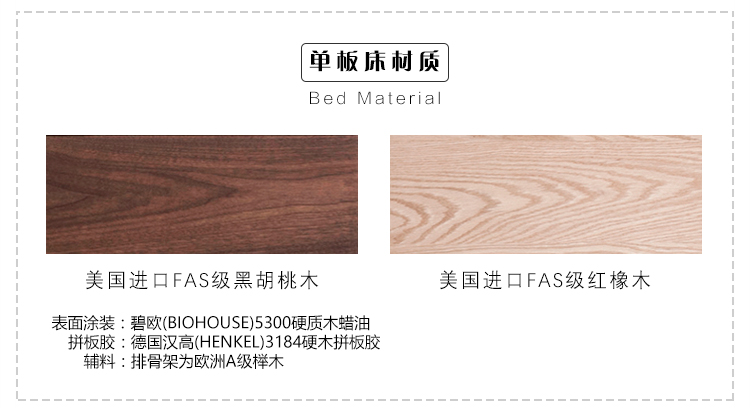 单板床材质
Bed Material
美国进口FAS级黑胡桃木
美国进口FAS级红橡木
表面涂装：碧欧(BIOHOUSE)5300硬质木蜡油
拼板胶：德国汉高(HENKEL)3184硬木拼板胶
辅料：排骨架为欧洲A级榉木